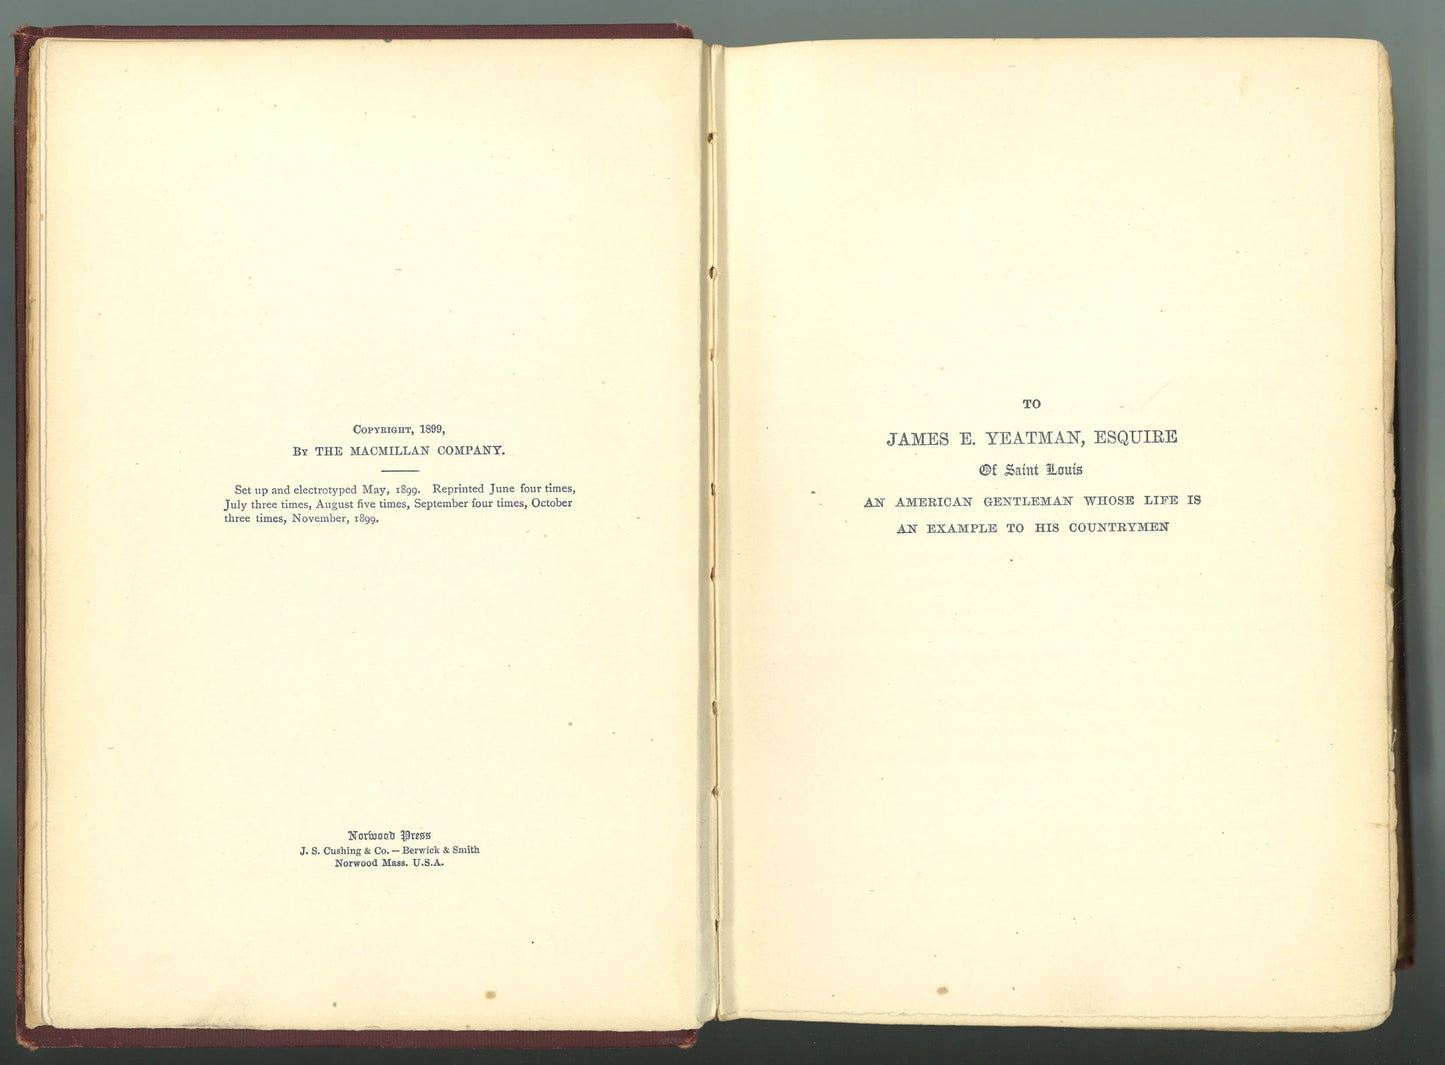 Copyright, 1899,
By THE MACMILLAN COMPANY.
Set up and electrotyped May, 1899. Reprinted June four times,
July three times, August five times, September four times, October
three times, November, 1899.
Norwood Press
J. S. Cushing & Co. — Berwick & Smith
Norwood Mass. U.S.A.
TO
JAMES E. YEATMAN, ESQUIRE
Of Saint Louis
AN AMERICAN GENTLEMAN WHOSE LIFE IS
AN EXAMPLE TO HIS COUNTRYMEN